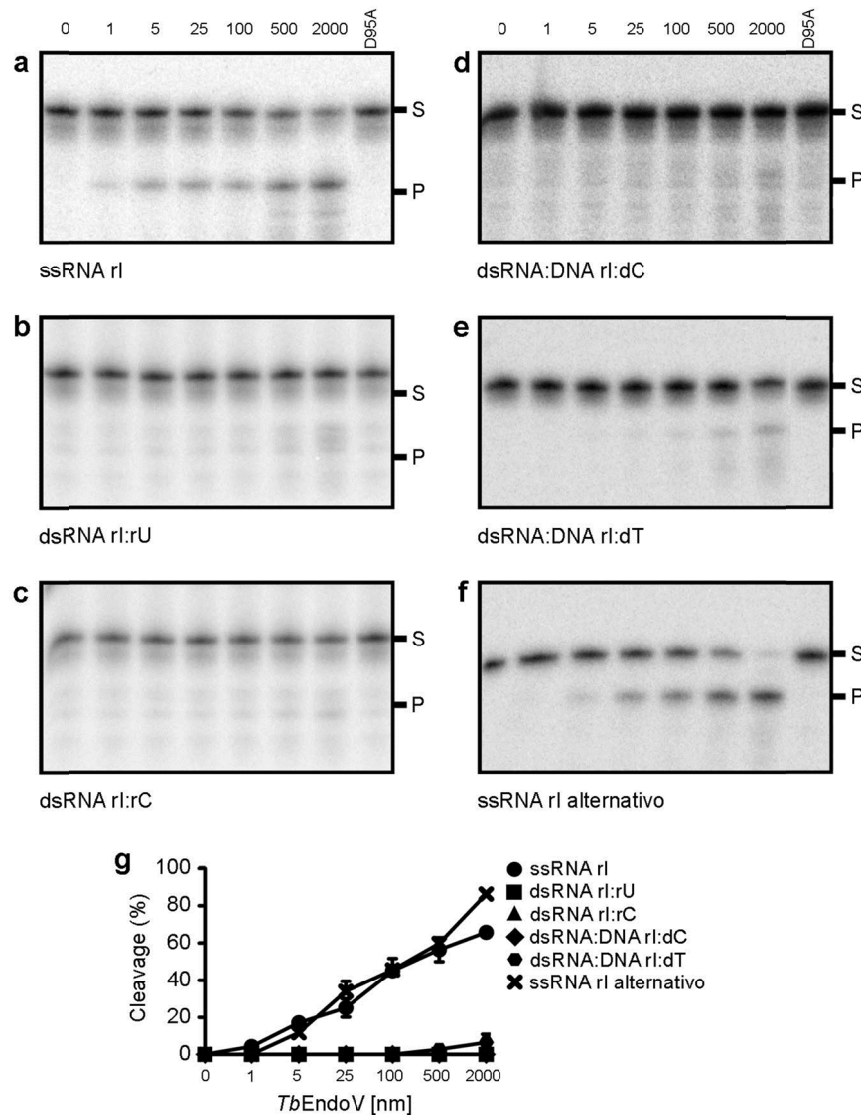 0 1 5 25 100 500 2000 D95A
a
S
P
ssRNA rI
b
S
P
dsRNA rI:rU
c
S
P
dsRNA rI:rC
0 1 5 25 100 500 2000 D95A
d
S
P
dsRNA:DNA rI:dC
e
S
P
dsRNA:DNA rI:dT
f
S
P
ssRNA rI alternativo
g
Cleavage (%)
100
80
60
40
20
0
0 1 5 25 100 500 2000
TbEndoV [nm]
ssRNA rI
dsRNA rI:rU
dsRNA rI:rC
dsRNA:DNA rI:dC
dsRNA:DNA rI:dT
ssRNA rI alternativo